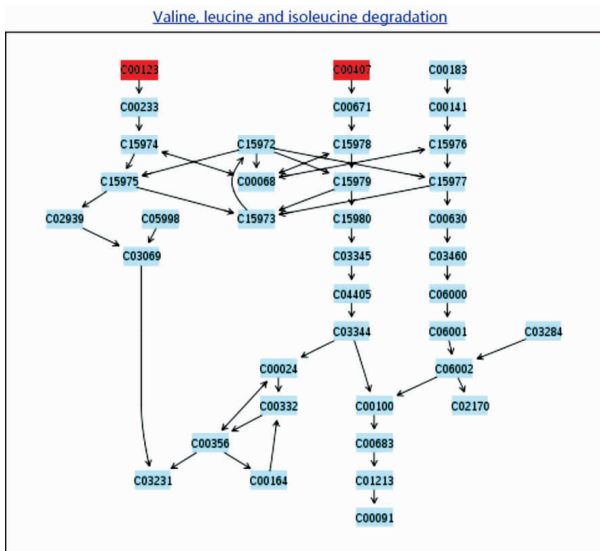 Valine, leucine and isoleucine degradation
C00123 C00407 C00183
C00233 C00671 C00141
C15974 C15972 C15978 C15976
C15975 C00068 C15979 C15977
C02939 C05998 C15973 C15980 C00630
C03069 C03345 C03460
C04405 C06000
C03344 C06001 C03284
C00024 C06002
C00332 C00100 C02170
C00356 C00683
C03231 C00164 C01213
C00091